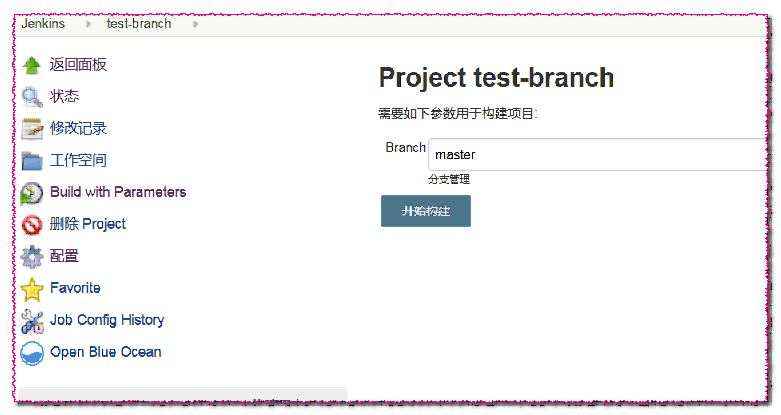 Jenkins test-branch
返回面板
状态
修改记录
工作空间
Build with Parameters
删除 Project
配置
Favorite
Job Config History
Open Blue Ocean
Project test-branch
需要如下参数用于构建项目:
Branch master
分支管理
开始构建